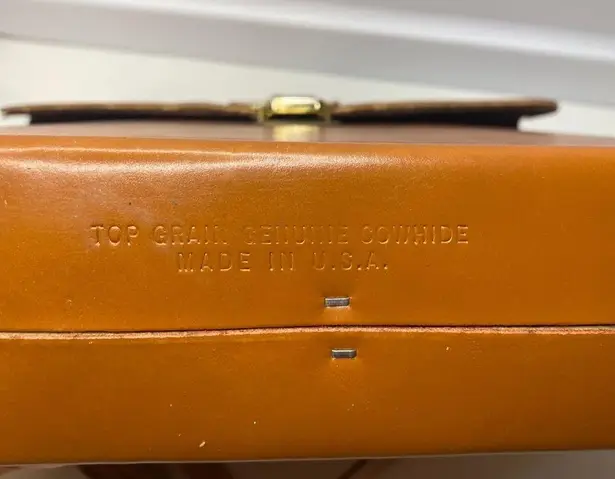 TOP GRAIN GENUINE COWHIDE
MADE IN U.S.A.